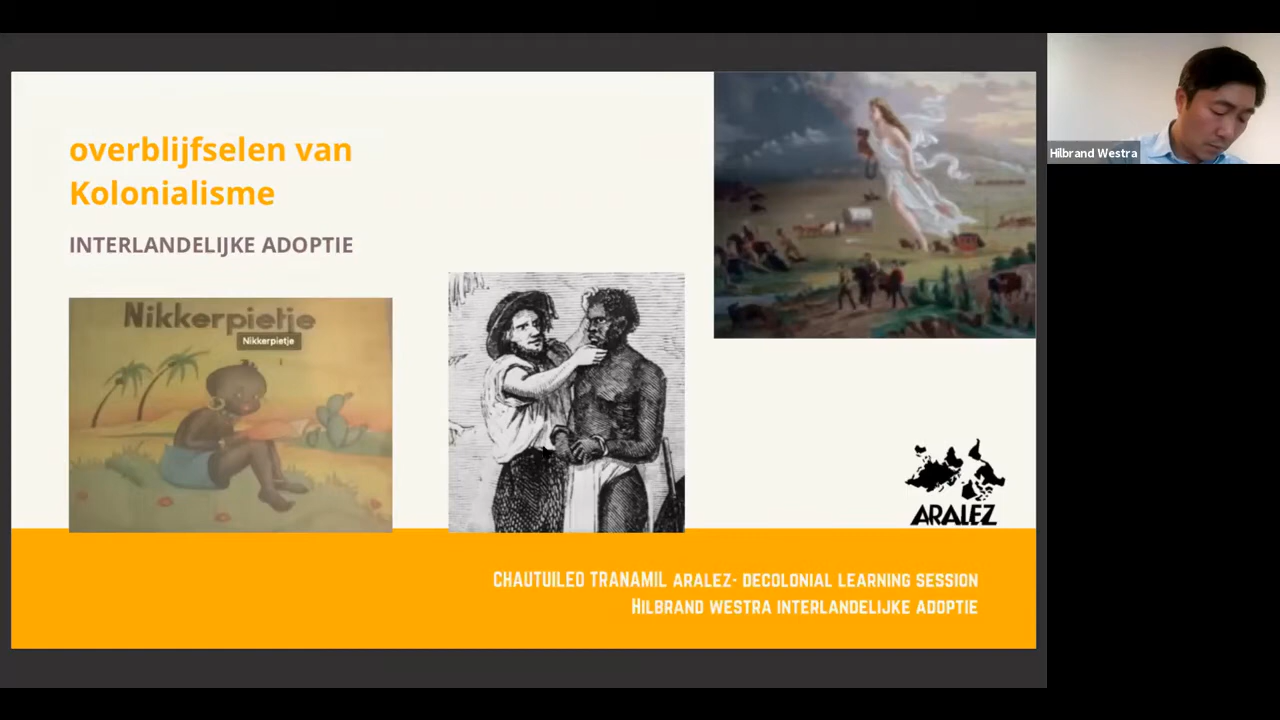 overblijfselen van
Kolonialisme
INTERLANDELIJKE ADOPTIE
Nikkerpietje
Nikkerpietje
ARALEZ
CHAUTUILEO TRANAMIL ARALEZ- DECOLONIAL LEARNING SESSION
HILBRAND WESTRA INTERLANDELIJKE ADOPTIE
Hilbrand Westra